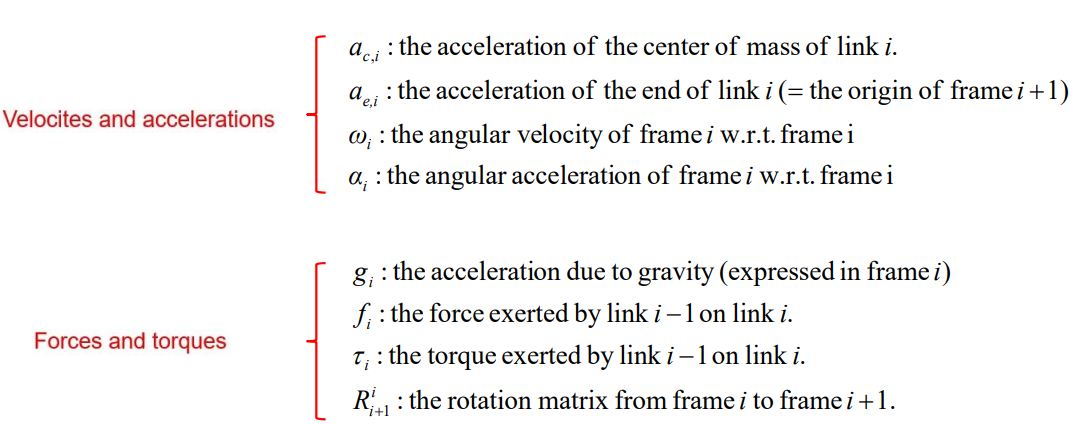 a_{c,i} : the acceleration of the center of mass of link i.
a_{e,i} : the acceleration of the end of link i (= the origin of frame i+1)
Velocites and accelerations
ω_i : the angular velocity of frame i w.r.t. frame i
α_i : the angular acceleration of frame i w.r.t. frame i
g_i : the acceleration due to gravity (expressed in frame i)
f_i : the force exerted by link i−1 on link i.
Forces and torques
τ_i : the torque exerted by link i−1 on link i.
R^i_{i+1} : the rotation matrix from frame i to frame i+1.